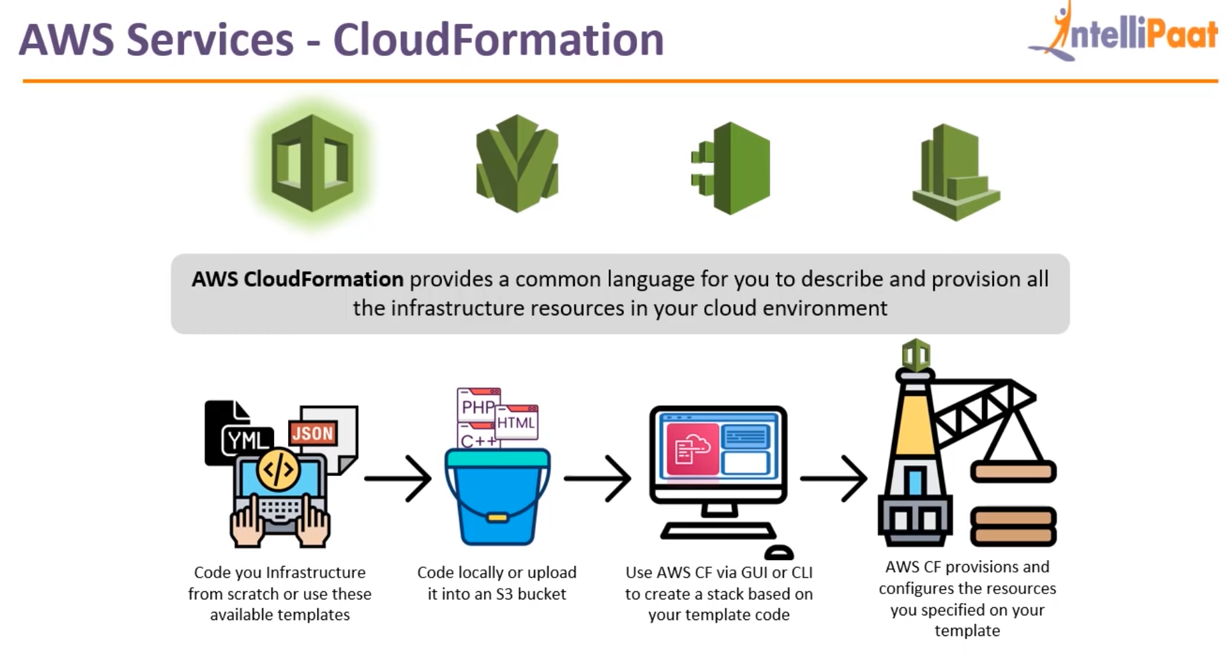 AWS Services - CloudFormation
IntelliPaat
AWS CloudFormation provides a common language for you to describe and provision all
the infrastructure resources in your cloud environment
YML
JSON
</>
PHP
HTML
C++
Code you Infrastructure
from scratch or use these
available templates
Code locally or upload
it into an S3 bucket
Use AWS CF via GUI or CLI
to create a stack based on
your template code
AWS CF provisions and
configures the resources
you specified on your
template